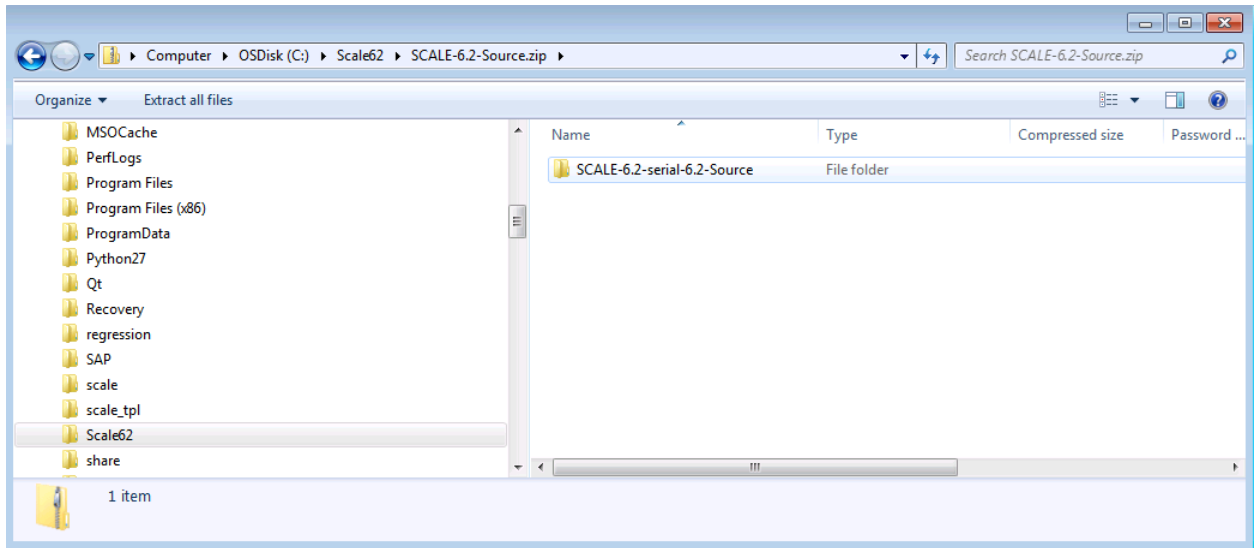 Computer OSDisk (C:) Scale62 SCALE-6.2-Source.zip Search SCALE-6.2-Source.zip
Organize Extract all files
MSOCache
PerfLogs
Program Files
Program Files (x86)
ProgramData
Python27
Qt
Recovery
regression
SAP
scale
scale_tpl
Scale62
share
Name Type Compressed size Password ...
SCALE-6.2-serial-6.2-Source File folder
1 item